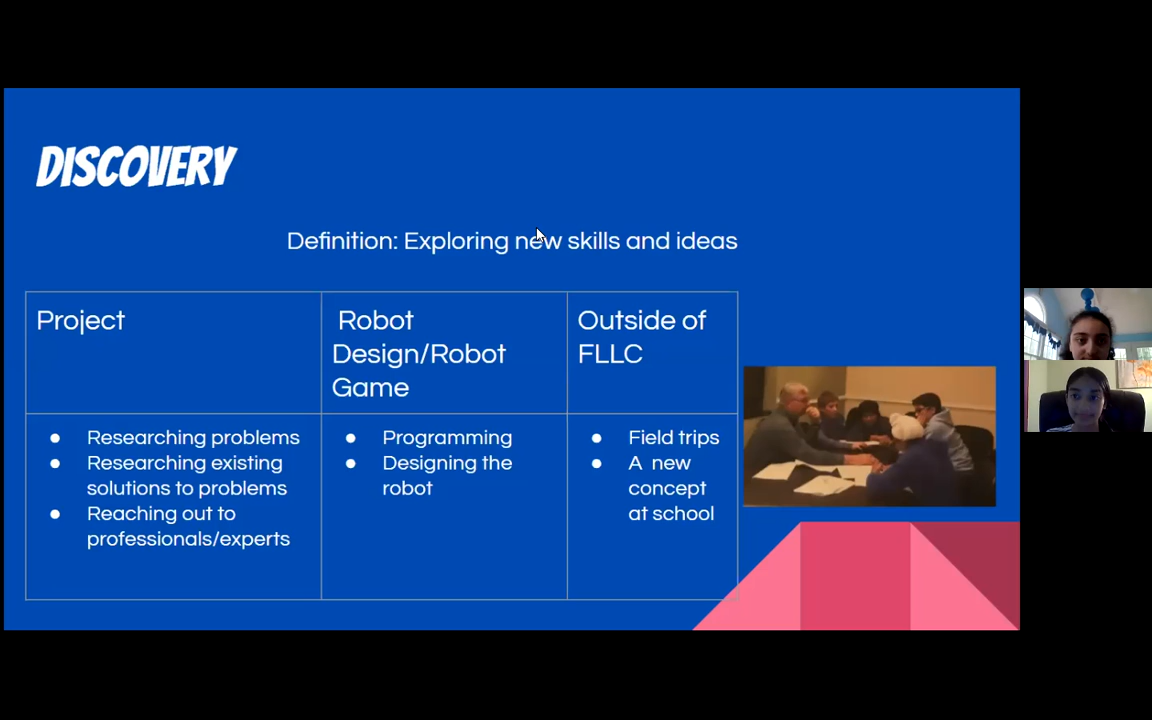 DISCOVERY
Definition: Exploring new skills and ideas
Project
Robot
Design/Robot
Game
Outside of
FLLC
● Researching problems
● Researching existing
solutions to problems
● Reaching out to
professionals/experts
● Programming
● Designing the
robot
● Field trips
● A new
concept
at school